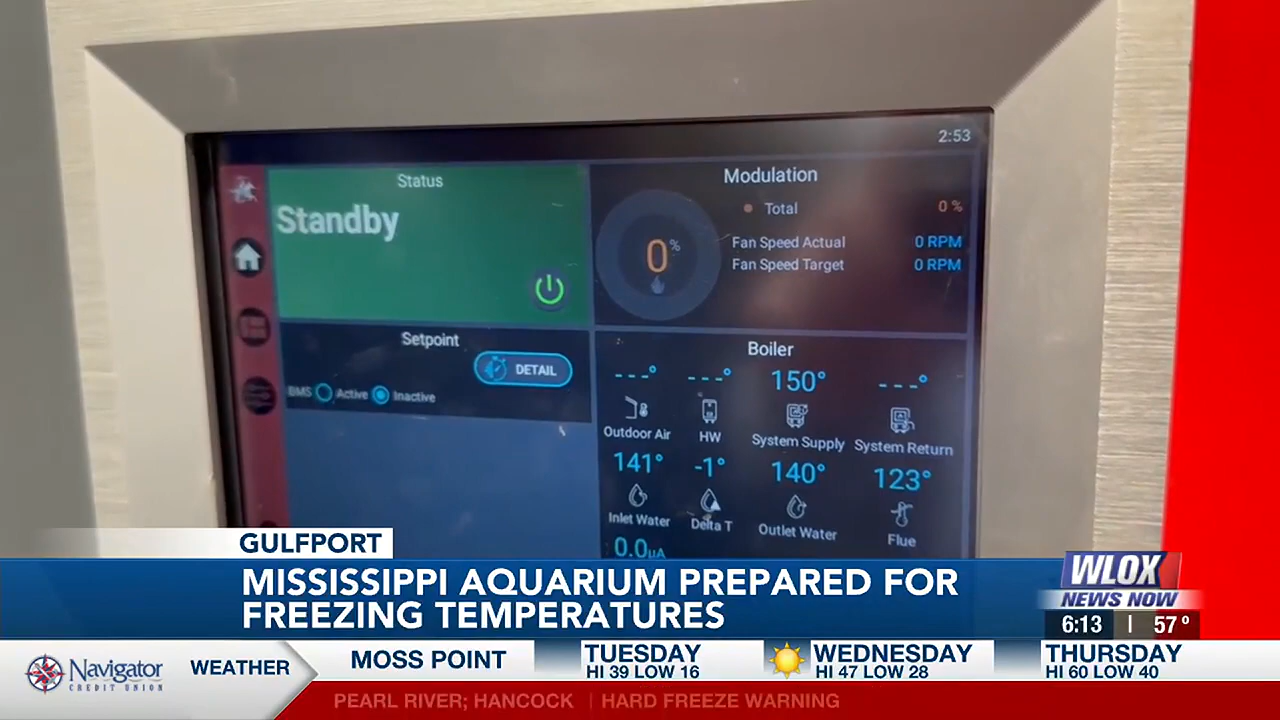 2:53
Status
Standby
Modulation
Total 0 %
0 %
Fan Speed Actual 0 RPM
Fan Speed Target 0 RPM
Setpoint
DETAIL
BMS Active Inactive
Boiler
---° ---° 150° ---°
Outdoor Air HW System Supply System Return
141° -1° 140° 123°
Inlet Water Delta T Outlet Water Flue
0.0μA
GULFPORT
MISSISSIPPI AQUARIUM PREPARED FOR
FREEZING TEMPERATURES
WLOX
NEWS NOW
6:13 | 57°
Navigator
CREDIT UNION
WEATHER
MOSS POINT
TUESDAY
HI 39 LOW 16
WEDNESDAY
HI 47 LOW 28
THURSDAY
HI 60 LOW 40
PEARL RIVER; HANCOCK | HARD FREEZE WARNING